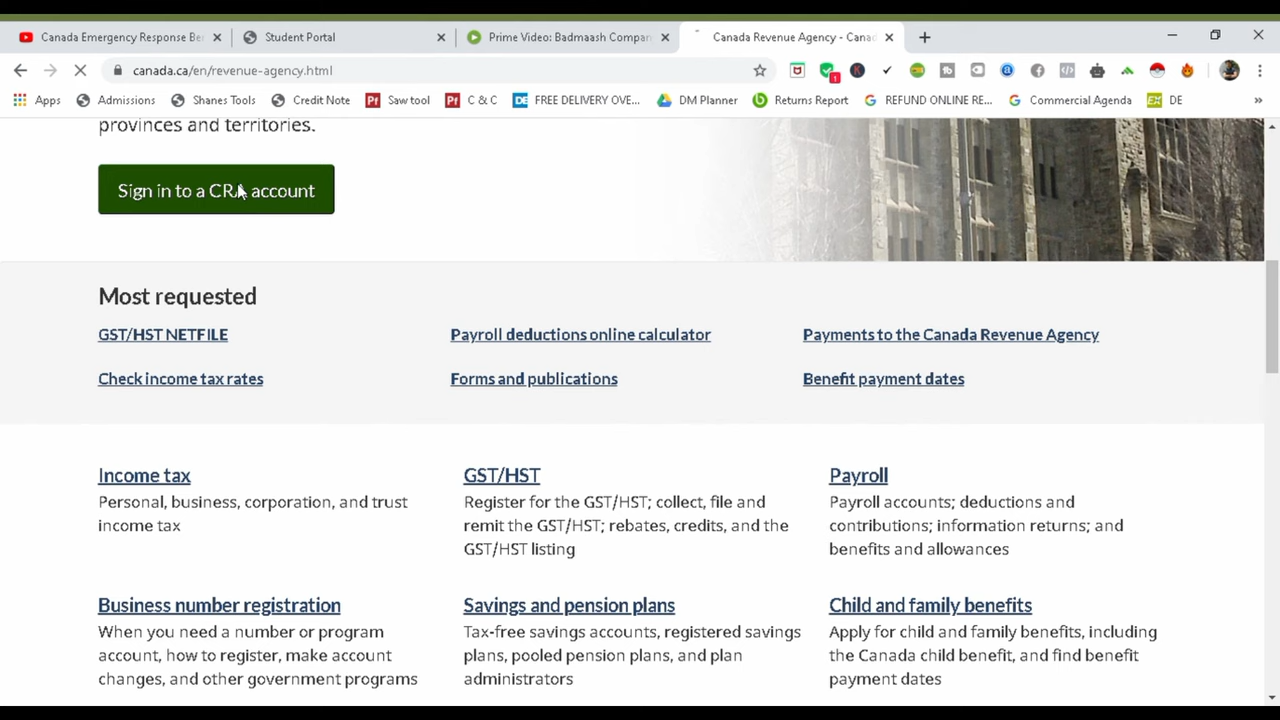 Canada Emergency Response Be
Student Portal
Prime Video: Badmaash Compan
Canada Revenue Agency - Canad
canada.ca/en/revenue-agency.html
1
Apps
Admissions
Shanes Tools
Credit Note
Saw tool
C & C
FREE DELIVERY OVE...
DM Planner
Returns Report
REFUND ONLINE RE...
Commercial Agenda
DE
provinces and territories.
Sign in to a CRA account
Most requested
GST/HST NETFILE
Payroll deductions online calculator
Payments to the Canada Revenue Agency
Check income tax rates
Forms and publications
Benefit payment dates
Income tax
Personal, business, corporation, and trust
income tax
GST/HST
Register for the GST/HST; collect, file and
remit the GST/HST; rebates, credits, and the
GST/HST listing
Payroll
Payroll accounts; deductions and
contributions; information returns; and
benefits and allowances
Business number registration
When you need a number or program
account, how to register, make account
changes, and other government programs
Savings and pension plans
Tax-free savings accounts, registered savings
plans, pooled pension plans, and plan
administrators
Child and family benefits
Apply for child and family benefits, including
the Canada child benefit, and find benefit
payment dates